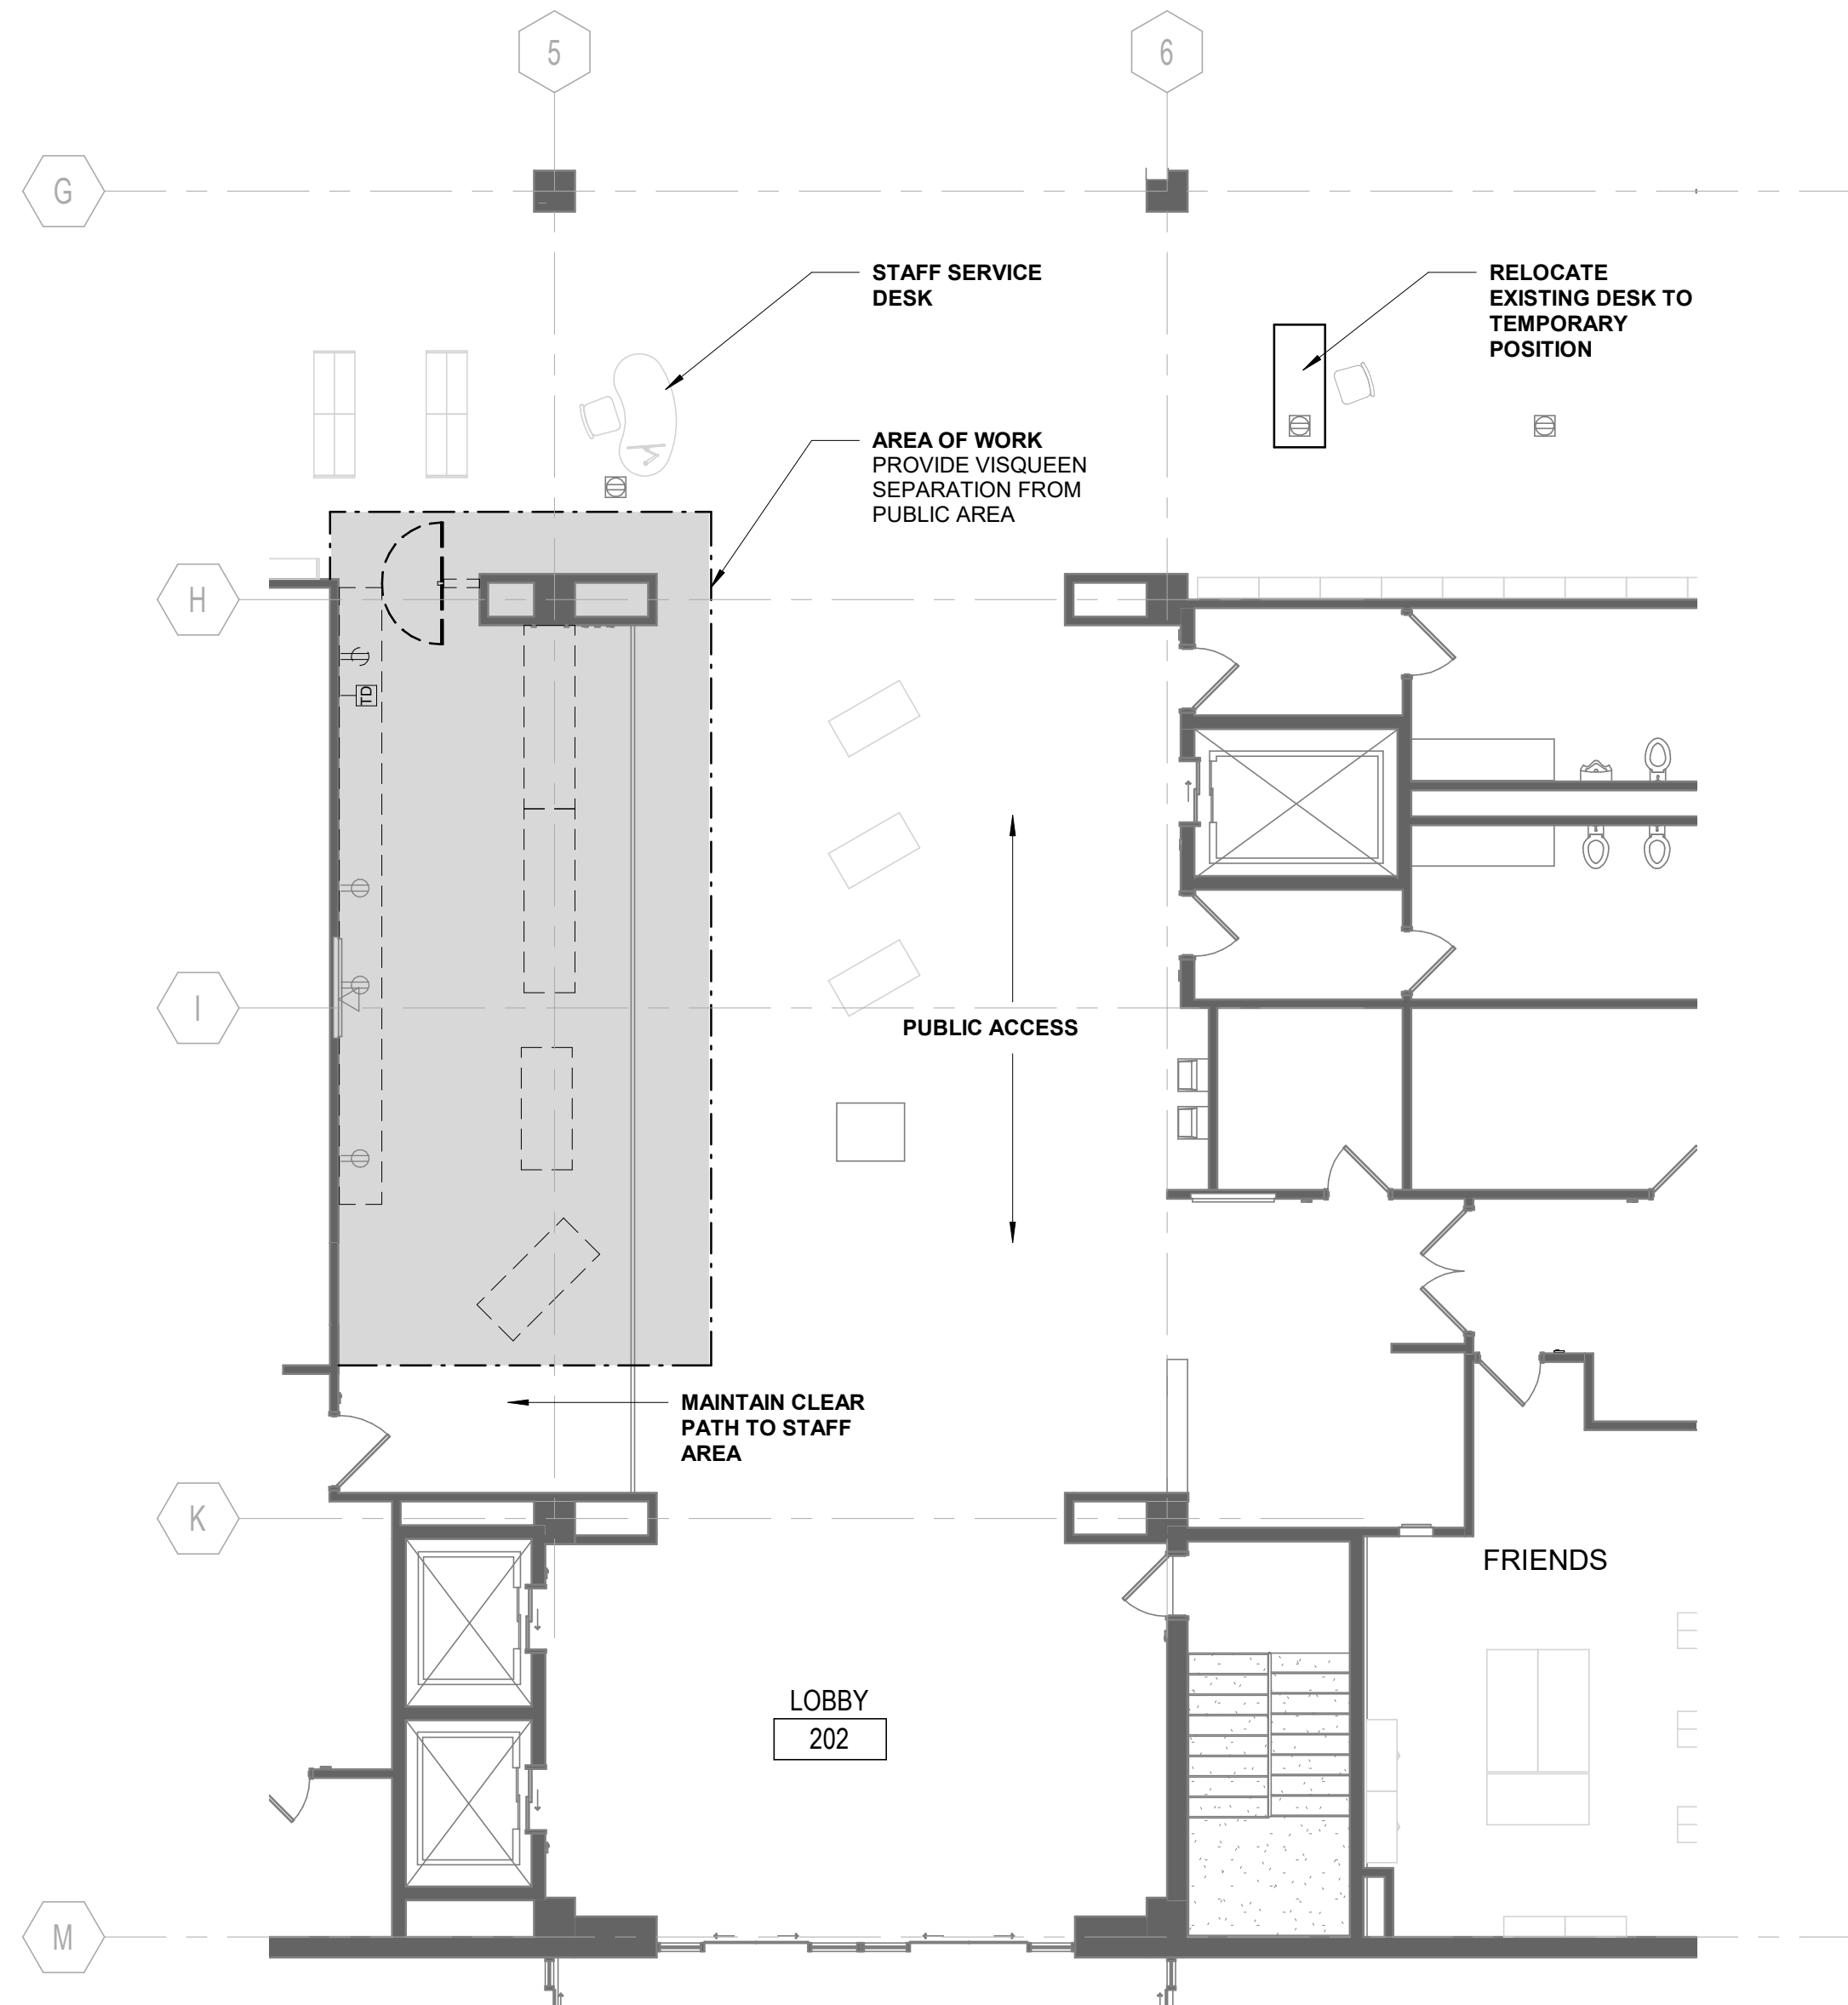 5
6
G
STAFF SERVICE
DESK
RELOCATE
EXISTING DESK TO
TEMPORARY
POSITION
AREA OF WORK
PROVIDE VISQUEEN
SEPARATION FROM
PUBLIC AREA
H
TD
I
PUBLIC ACCESS
MAINTAIN CLEAR
PATH TO STAFF
AREA
K
FRIENDS
LOBBY
202
M